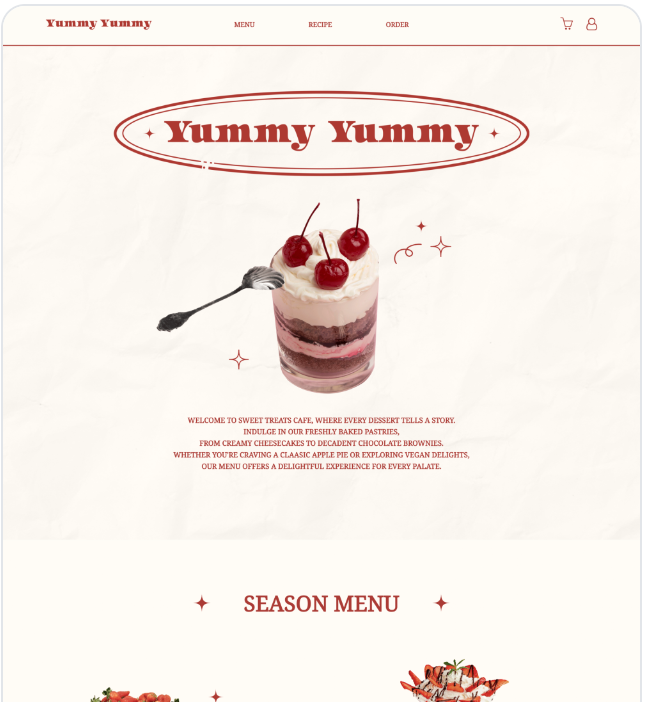 Yummy Yummy
MENU
RECIPE
ORDER
Yummy Yummy
WELCOME TO SWEET TREATS CAFE, WHERE EVERY DESSERT TELLS A STORY.
INDULGE IN OUR FRESHLY BAKED PASTRIES,
FROM CREAMY CHEESECAKES TO DECADENT CHOCOLATE BROWNIES.
WHETHER YOU'RE CRAVING A CLAASIC APPLE PIE OR EXPLORING VEGAN DELIGHTS,
OUR MENU OFFERS A DELIGHTFUL EXPERIENCE FOR EVERY PALATE.
SEASON MENU